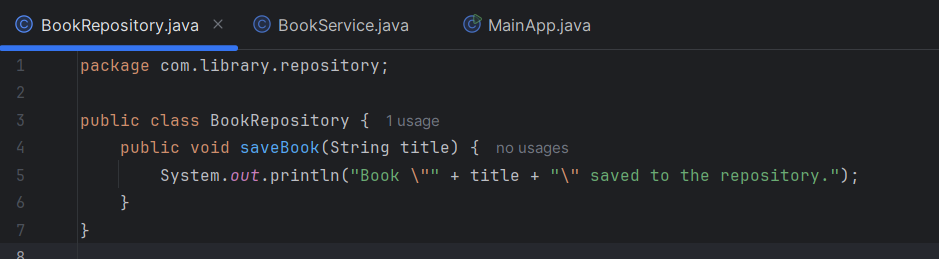 BookRepository.java × BookService.java MainApp.java
1 package com.library.repository;
2
3 public class BookRepository { 1 usage
4 public void saveBook(String title) { no usages
5 System.out.println("Book \"" + title + "\" saved to the repository.");
6 }
7 }
8